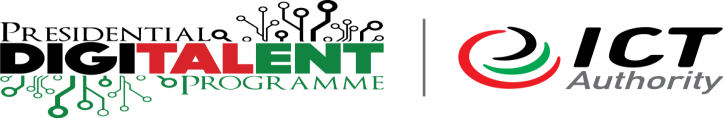 PRESIDENTIAL
DIGITALENT
PROGRAMME
ICT
Authority